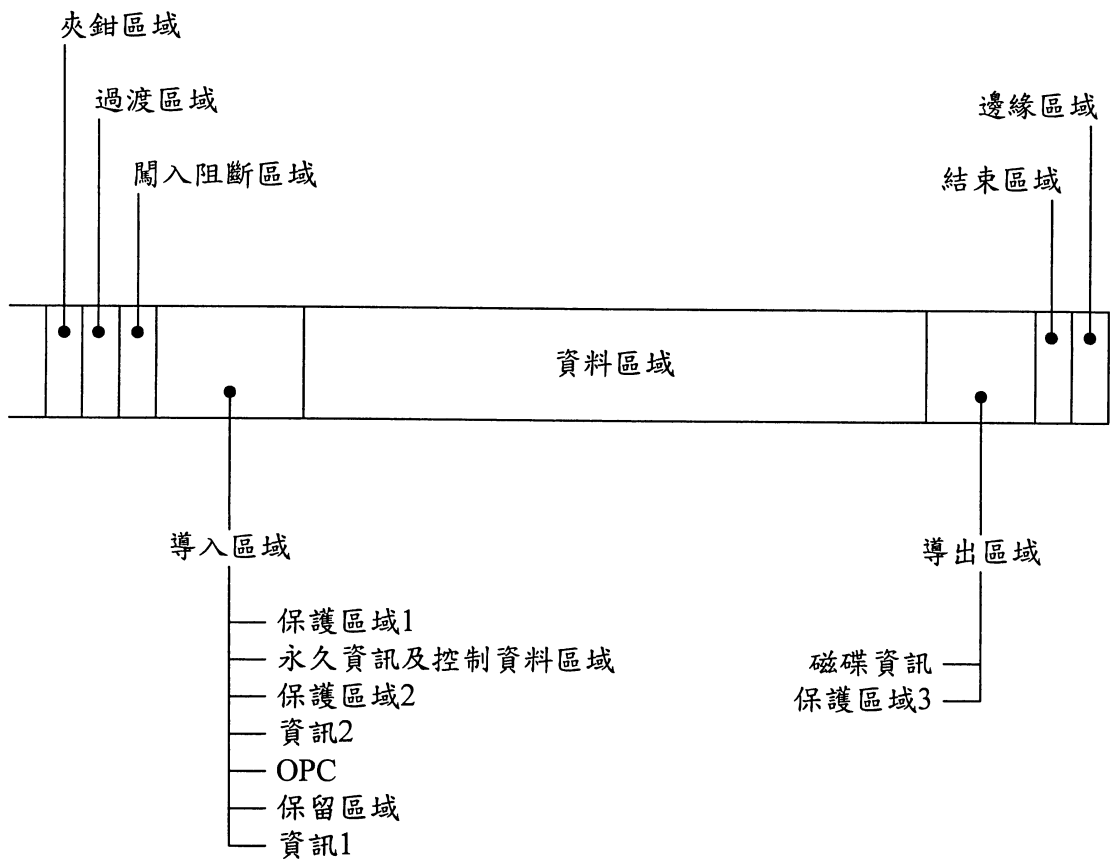 夾鉗區域
過渡區域
邊緣區域
闖入阻斷區域
結束區域
資料區域
導入區域
導出區域
保護區域1
永久資訊及控制資料區域
保護區域2
資訊2
OPC
保留區域
資訊1
磁碟資訊
保護區域3